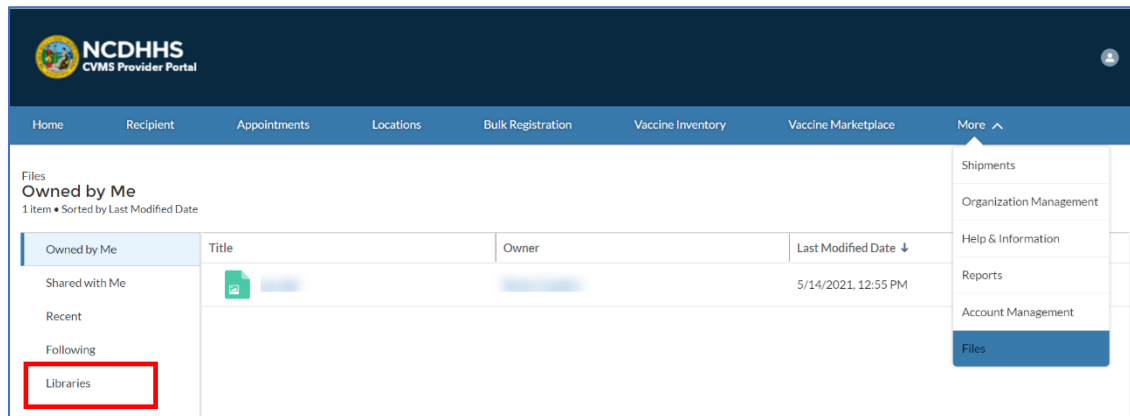 NCDHHS
CVMS Provider Portal
Home Recipient Appointments Locations Bulk Registration Vaccine Inventory Vaccine Marketplace More
Shipments
Organization Management
Help & Information
Reports
Account Management
Files
Files
Owned by Me
1 item • Sorted by Last Modified Date
Owned by Me
Shared with Me
Recent
Following
Libraries
Title Owner Last Modified Date ↓
5/14/2021, 12:55 PM